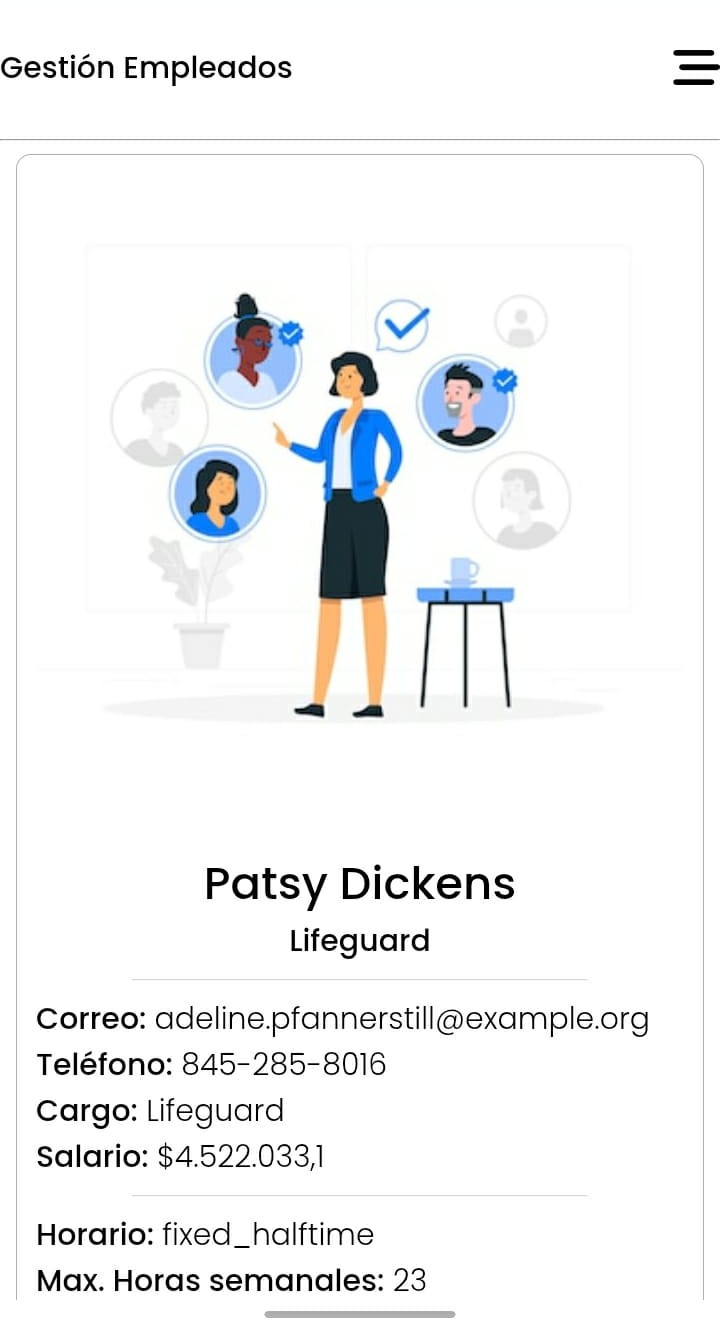 Gestión Empleados
Patsy Dickens
Lifeguard
Correo: adeline.pfannerstill@example.org
Teléfono: 845-285-8016
Cargo: Lifeguard
Salario: $4.522.033,1
Horario: fixed_halftime
Max. Horas semanales: 23